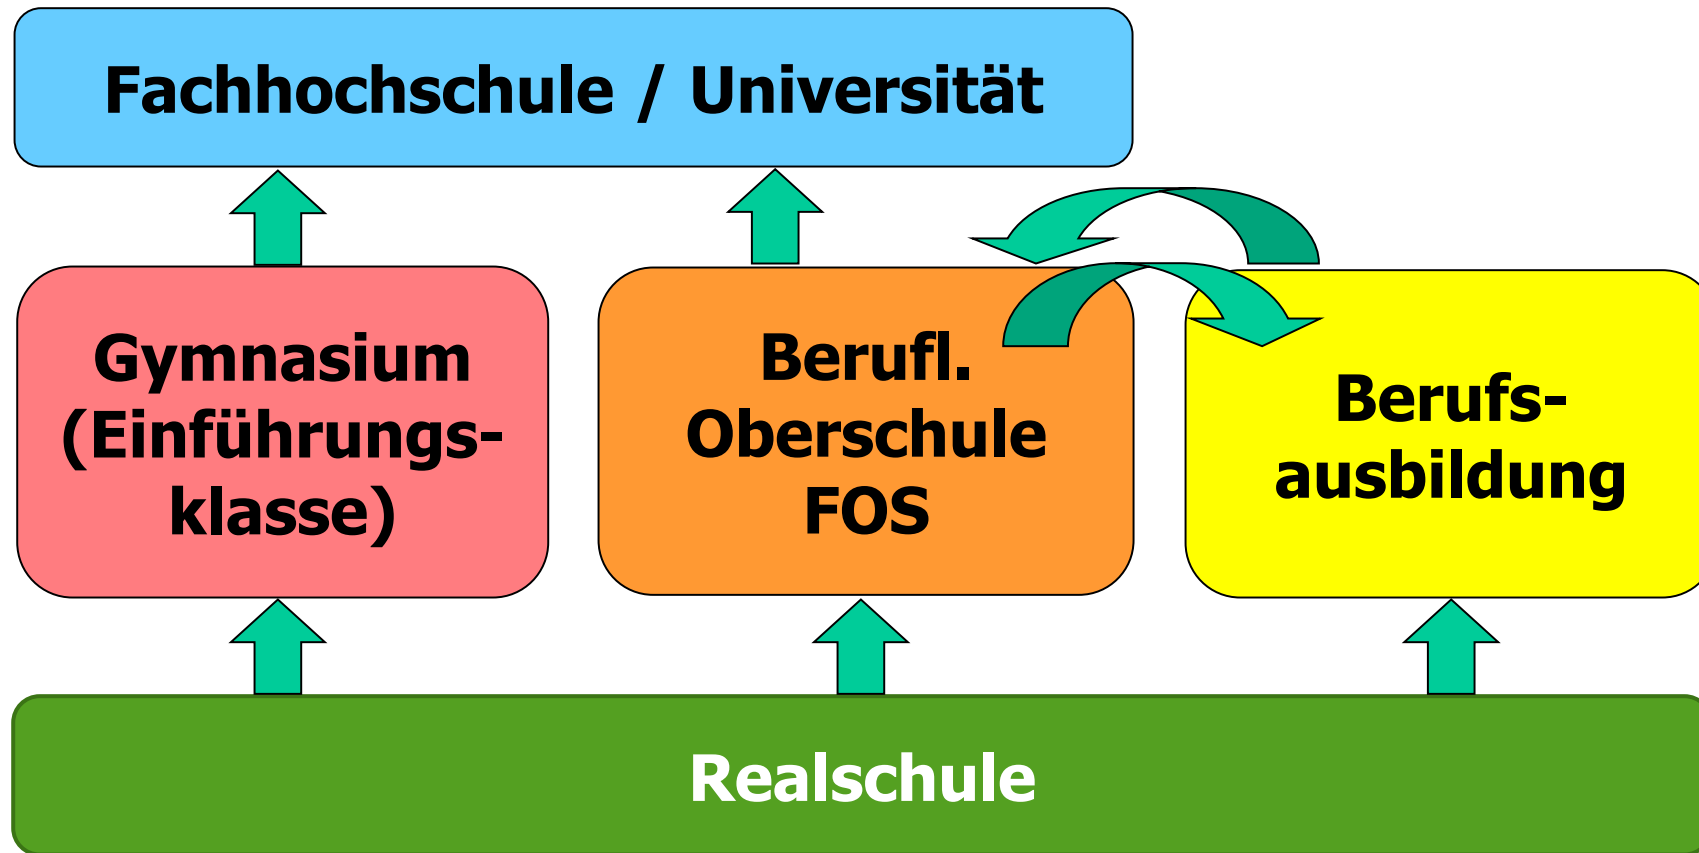 Fachhochschule / Universität
Gymnasium
(Einführungs-
klasse)
Berufl.
Oberschule
FOS
Berufs-
ausbildung
Realschule